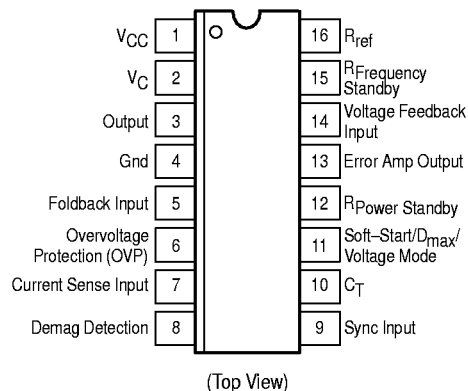 VCC 1 16 Rref
VC 2 15 RFrequency
Standby
Output 3 14 Voltage Feedback
Input
Gnd 4 13 Error Amp Output
Foldback Input 5 12 RPower Standby
Overvoltage
Protection (OVP) 6 11 Soft–Start/Dmax/
Voltage Mode
Current Sense Input 7 10 CT
Demag Detection 8 9 Sync Input
(Top View)